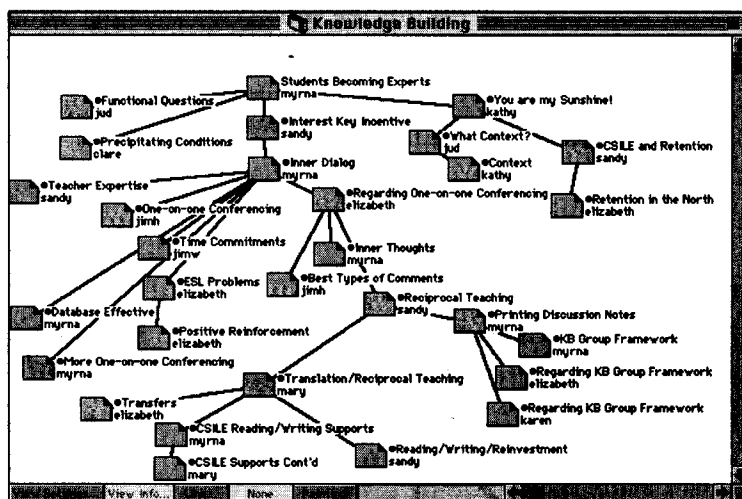 Knowledge Building
Students Becoming Experts
myrna
•Functional Questions
jud
•You are my Sunshine!
kathy
•Interest Key Incentive
sandy
•What Context?
jud
•Precipitating Conditions
clare
•CSILE and Retention
sandy
•Inner Dialog
myrna
•Context
kathy
•Teacher Expertise
sandy
•Regarding One-on-one Conferencing
elizabeth
•Retention in the North
elizabeth
•One-on-one Conferencing
jimh
•Time Commitments
jimw
•Inner Thoughts
myrna
•ESL Problems
elizabeth
•Best Types of Comments
jimh
•Reciprocal Teaching
sandy
•Database Effective
myrna
•Printing Discussion Notes
myrna
•Positive Reinforcement
elizabeth
•KB Group Framework
myrna
•More One-on-one Conferencing
myrna
•Regarding KB Group Framework
elizabeth
•Translation/Reciprocal Teaching
mary
•Transfers
elizabeth
•Regarding KB Group Framework
karen
•CSILE Reading/Writing Supports
myrna
•Reading/Writing/Reinvestment
sandy
•CSILE Supports Cont'd
mary
View Info...
None